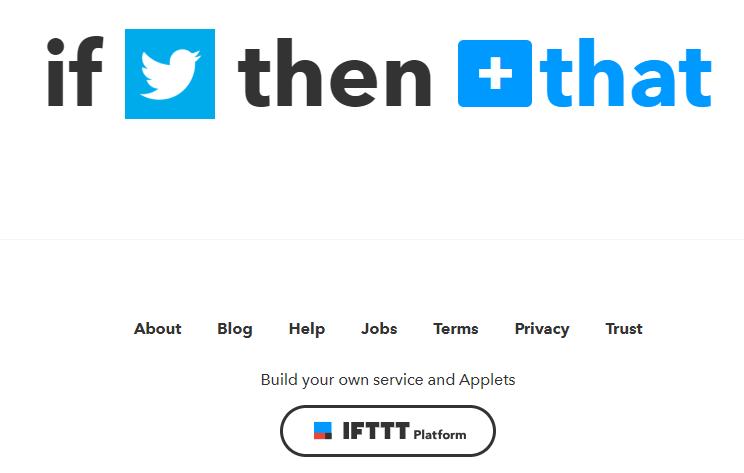 if then +that
About Blog Help Jobs Terms Privacy Trust
Build your own service and Applets
IFTTT Platform